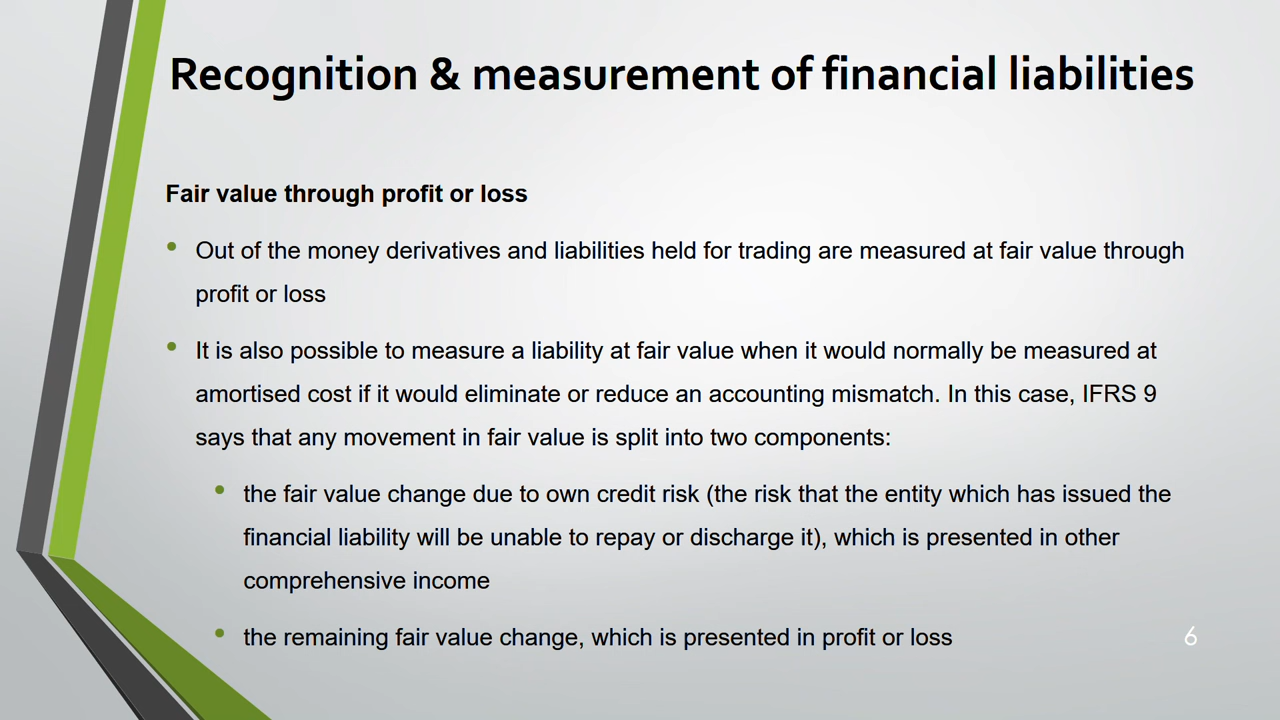 Recognition & measurement of financial liabilities
Fair value through profit or loss
• Out of the money derivatives and liabilities held for trading are measured at fair value through
profit or loss
• It is also possible to measure a liability at fair value when it would normally be measured at
amortised cost if it would eliminate or reduce an accounting mismatch. In this case, IFRS 9
says that any movement in fair value is split into two components:
• the fair value change due to own credit risk (the risk that the entity which has issued the
financial liability will be unable to repay or discharge it), which is presented in other
comprehensive income
• the remaining fair value change, which is presented in profit or loss
6